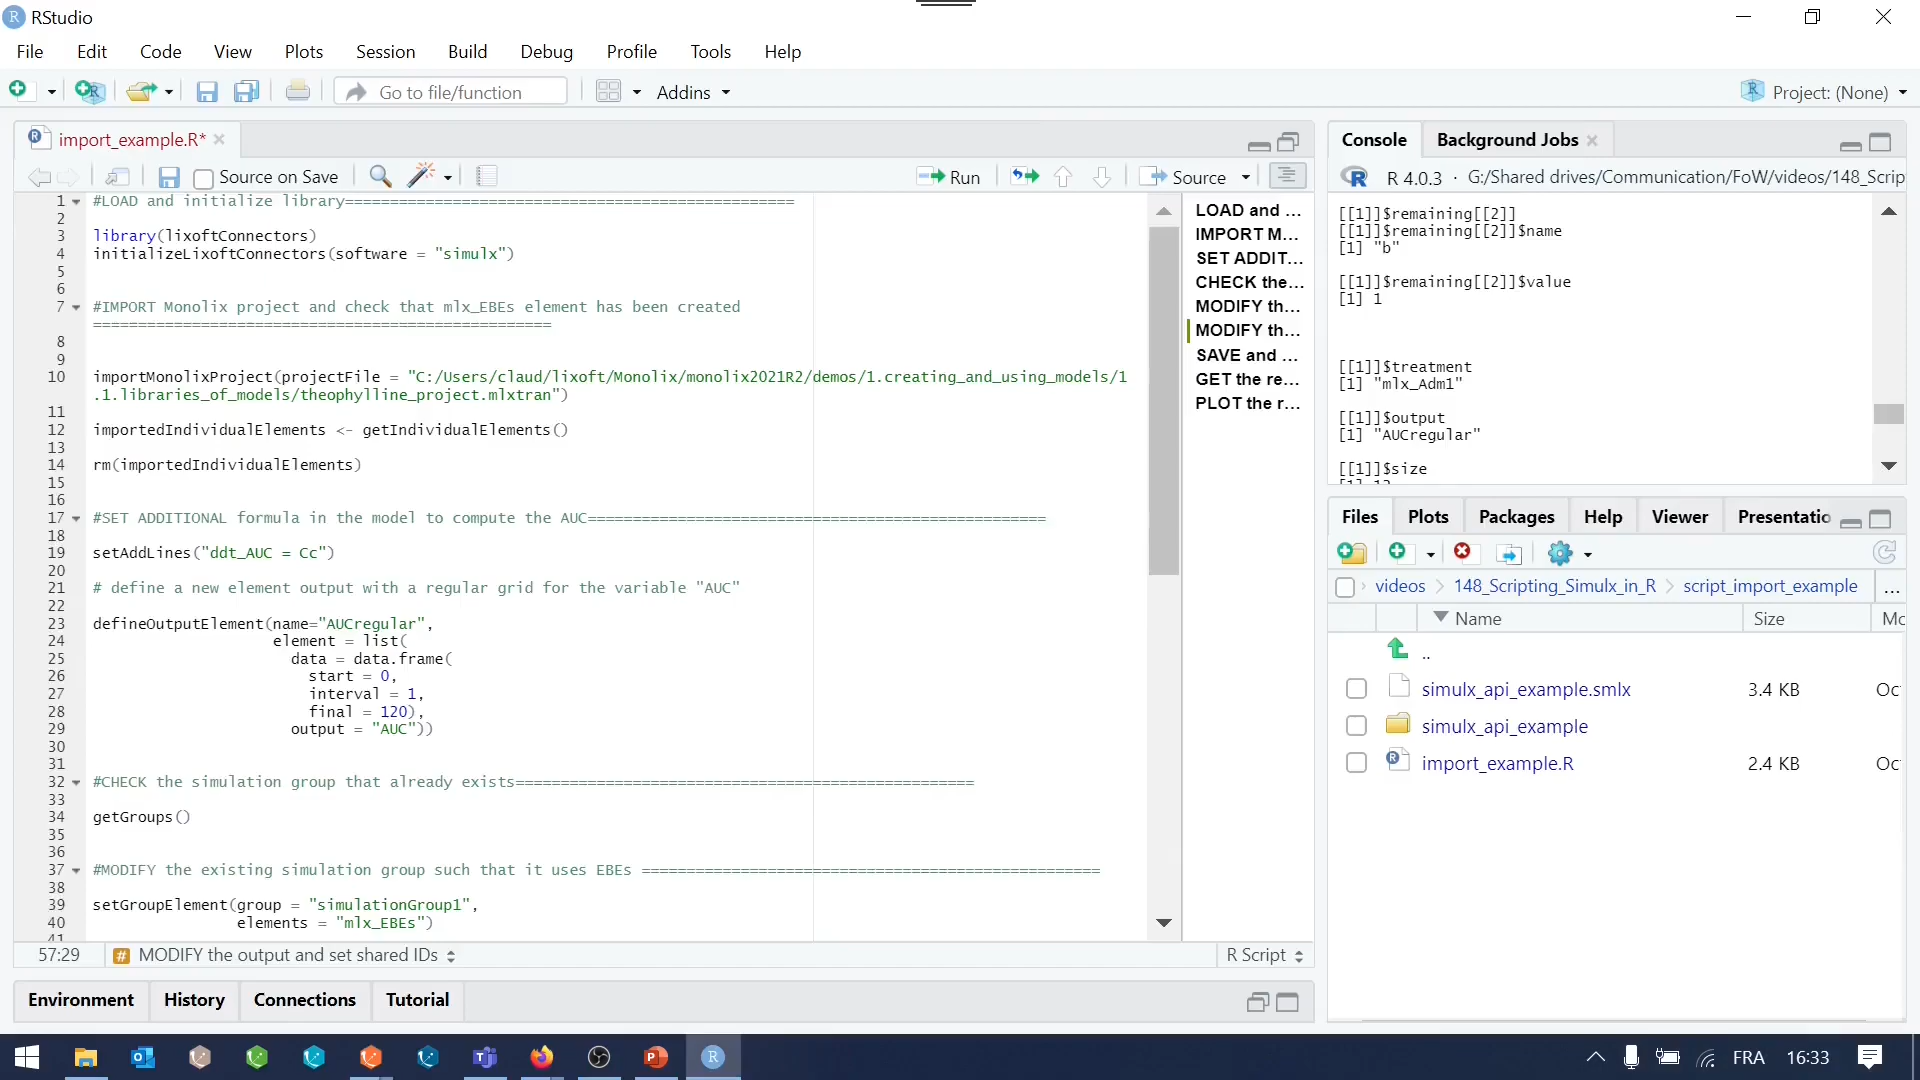 RStudio
File Edit Code View Plots Session Build Debug Profile Tools Help
Go to file/function Addins Project: (None)
import_example.R*
Source on Save Run Source
1 #LOAD and initialize library==================================================
2
3 library(lixoftConnectors)
4 initializeLixoftConnectors(software = "simulx")
5
6
7 #IMPORT Monolix project and check that mlx_EBEs element has been created
===================================================
8
9
10 importMonolixProject(projectFile = "C:/Users/claud/lixoft/Monolix/monolix2021R2/demos/1.creating_and_using_models/1
.1.libraries_of_models/theophylline_project.mlxtran")
11
12 importedIndividualElements <- getIndividualElements()
13
14 rm(importedIndividualElements)
15
16
17 #SET ADDITIONAL formula in the model to compute the AUC===================================================
18
19 setAddLines("ddt_AUC = Cc")
20
21 # define a new element output with a regular grid for the variable "AUC"
22
23 defineOutputElement(name="AUCregular",
24 element = list(
25 data = data.frame(
26 start = 0,
27 interval = 1,
28 final = 120),
29 output = "AUC"))
30
31
32 #CHECK the simulation group that already exists===================================================
33
34 getGroups()
35
36
37 #MODIFY the existing simulation group such that it uses EBEs ===================================================
38
39 setGroupElement(group = "simulationGroup1",
40 elements = "mlx_EBEs")
41
57:29 MODIFY the output and set shared IDs R Script
LOAD and ...
IMPORT M...
SET ADDIT...
CHECK the...
MODIFY th...
MODIFY th...
SAVE and ...
GET the re...
PLOT the r...
Environment History Connections Tutorial
Console Background Jobs
R 4.0.3 · G:/Shared drives/Communication/FoW/videos/148_Scrip
[[1]]$remaining[[2]]
[[1]]$remaining[[2]]$name
[1] "b"
[[1]]$remaining[[2]]$value
[1] 1
[[1]]$treatment
[1] "mlx_Adm1"
[[1]]$output
[1] "AUCregular"
[[1]]$size
[1] 12
Files Plots Packages Help Viewer Presentatio
videos 148_Scripting_Simulx_in_R script_import_example ...
Name Size Mc
..
simulx_api_example.smlx 3.4 KB Oc
simulx_api_example
import_example.R 2.4 KB Oc
FRA 16:33